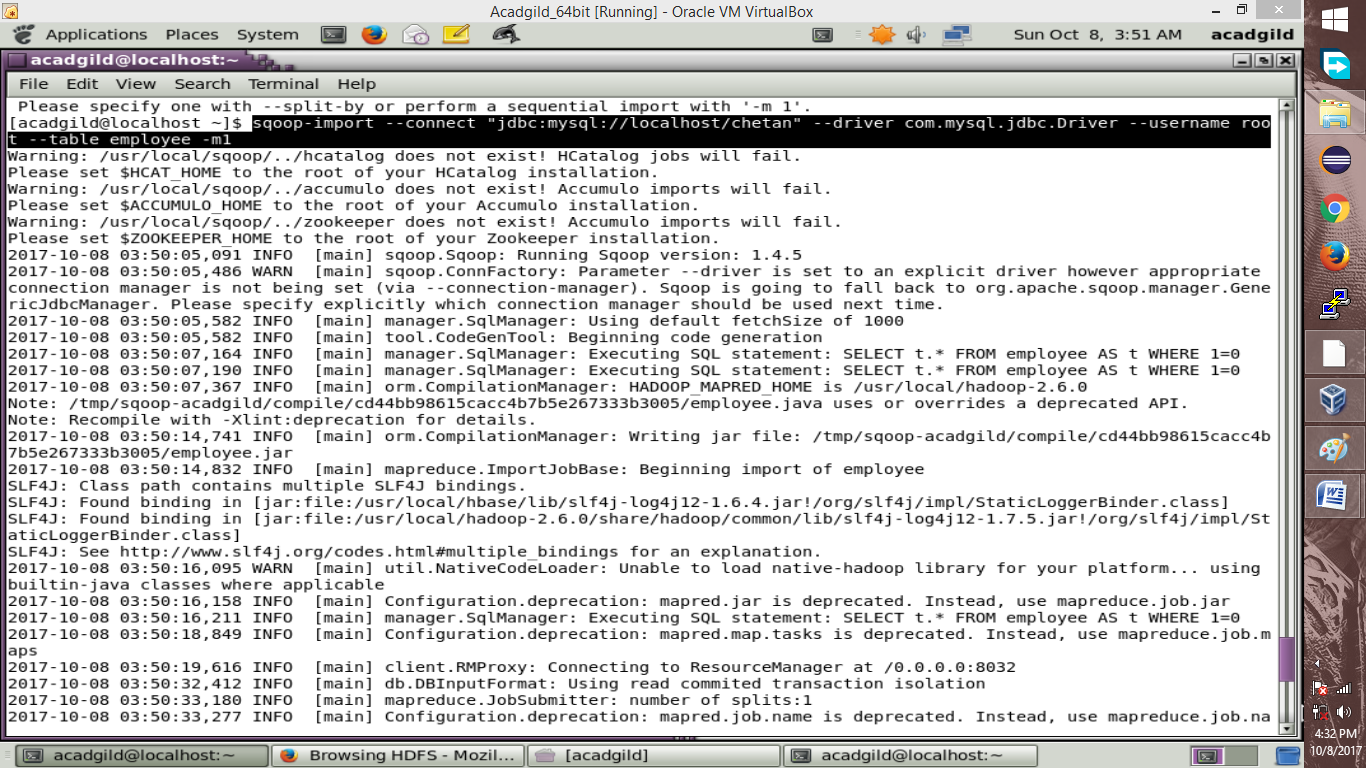 Acadgild_64bit [Running] - Oracle VM VirtualBox
Applications Places System Sun Oct 8, 3:51 AM acadgild
acadgild@localhost:~
File Edit View Search Terminal Help
Please specify one with --split-by or perform a sequential import with '-m 1'.
[acadgild@localhost ~]$ sqoop-import --connect "jdbc:mysql://localhost/chetan" --driver com.mysql.jdbc.Driver --username roo
t --table employee -m1
Warning: /usr/local/sqoop/../hcatalog does not exist! HCatalog jobs will fail.
Please set $HCAT_HOME to the root of your HCatalog installation.
Warning: /usr/local/sqoop/../accumulo does not exist! Accumulo imports will fail.
Please set $ACCUMULO_HOME to the root of your Accumulo installation.
Warning: /usr/local/sqoop/../zookeeper does not exist! Accumulo imports will fail.
Please set $ZOOKEEPER_HOME to the root of your Zookeeper installation.
2017-10-08 03:50:05,091 INFO  [main] sqoop.Sqoop: Running Sqoop version: 1.4.5
2017-10-08 03:50:05,486 WARN  [main] sqoop.ConnFactory: Parameter --driver is set to an explicit driver however appropriate
connection manager is not being set (via --connection-manager). Sqoop is going to fall back to org.apache.sqoop.manager.Gene
ricJdbcManager. Please specify explicitly which connection manager should be used next time.
2017-10-08 03:50:05,582 INFO  [main] manager.SqlManager: Using default fetchSize of 1000
2017-10-08 03:50:05,582 INFO  [main] tool.CodeGenTool: Beginning code generation
2017-10-08 03:50:07,164 INFO  [main] manager.SqlManager: Executing SQL statement: SELECT t.* FROM employee AS t WHERE 1=0
2017-10-08 03:50:07,190 INFO  [main] manager.SqlManager: Executing SQL statement: SELECT t.* FROM employee AS t WHERE 1=0
2017-10-08 03:50:07,367 INFO  [main] orm.CompilationManager: HADOOP_MAPRED_HOME is /usr/local/hadoop-2.6.0
Note: /tmp/sqoop-acadgild/compile/cd44bb98615cacc4b7b5e267333b3005/employee.java uses or overrides a deprecated API.
Note: Recompile with -Xlint:deprecation for details.
2017-10-08 03:50:14,741 INFO  [main] orm.CompilationManager: Writing jar file: /tmp/sqoop-acadgild/compile/cd44bb98615cacc4b
7b5e267333b3005/employee.jar
2017-10-08 03:50:14,832 INFO  [main] mapreduce.ImportJobBase: Beginning import of employee
SLF4J: Class path contains multiple SLF4J bindings.
SLF4J: Found binding in [jar:file:/usr/local/hbase/lib/slf4j-log4j12-1.6.4.jar!/org/slf4j/impl/StaticLoggerBinder.class]
SLF4J: Found binding in [jar:file:/usr/local/hadoop-2.6.0/share/hadoop/common/lib/slf4j-log4j12-1.7.5.jar!/org/slf4j/impl/St
aticLoggerBinder.class]
SLF4J: See http://www.slf4j.org/codes.html#multiple_bindings for an explanation.
2017-10-08 03:50:16,095 WARN  [main] util.NativeCodeLoader: Unable to load native-hadoop library for your platform... using
builtin-java classes where applicable
2017-10-08 03:50:16,158 INFO  [main] Configuration.deprecation: mapred.jar is deprecated. Instead, use mapreduce.job.jar
2017-10-08 03:50:16,211 INFO  [main] manager.SqlManager: Executing SQL statement: SELECT t.* FROM employee AS t WHERE 1=0
2017-10-08 03:50:18,849 INFO  [main] Configuration.deprecation: mapred.map.tasks is deprecated. Instead, use mapreduce.job.m
aps
2017-10-08 03:50:19,616 INFO  [main] client.RMProxy: Connecting to ResourceManager at /0.0.0.0:8032
2017-10-08 03:50:32,412 INFO  [main] db.DBInputFormat: Using read commited transaction isolation
2017-10-08 03:50:33,180 INFO  [main] mapreduce.JobSubmitter: number of splits:1
2017-10-08 03:50:33,277 INFO  [main] Configuration.deprecation: mapred.job.name is deprecated. Instead, use mapreduce.job.na
acadgild@localhost:~ Browsing HDFS - Mozil... [acadgild] acadgild@localhost:~
4:32 PM
10/8/2017